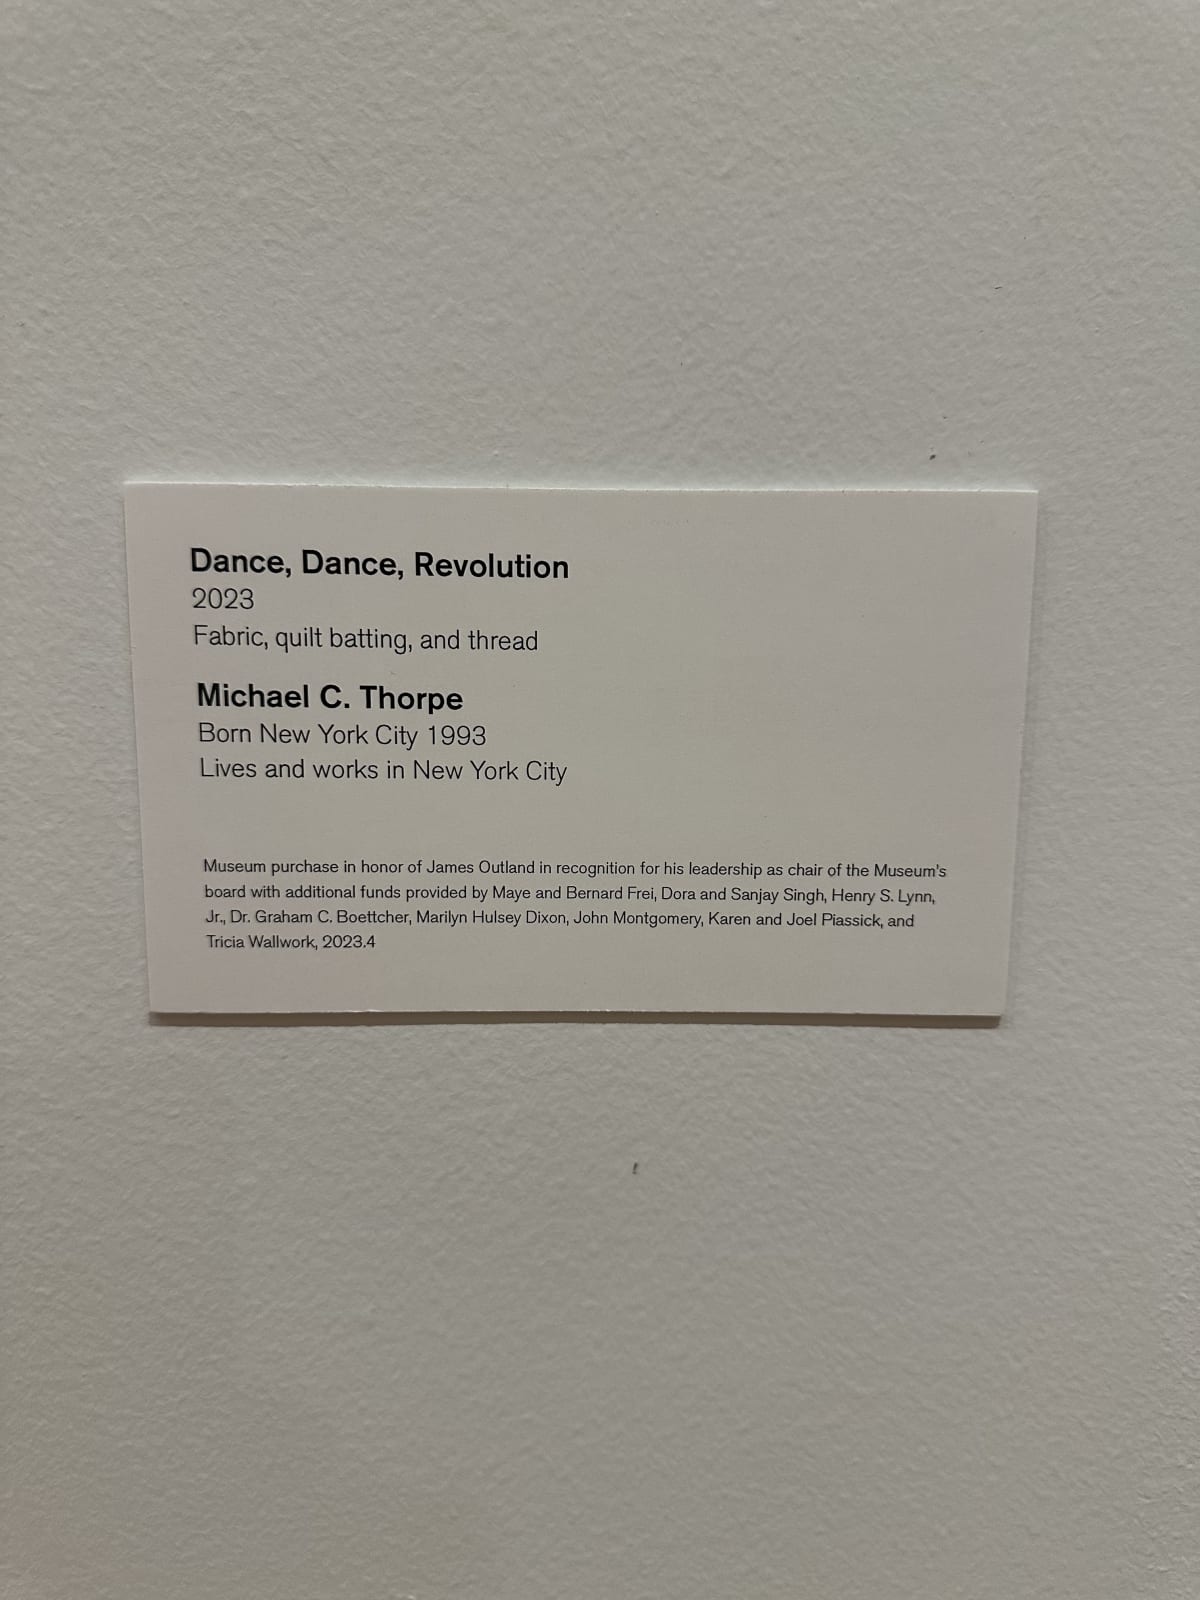 Dance, Dance, Revolution
2023
Fabric, quilt batting, and thread
Michael C. Thorpe
Born New York City 1993
Lives and works in New York City
Museum purchase in honor of James Outland in recognition for his leadership as chair of the Museum's
board with additional funds provided by Maye and Bernard Frei, Dora and Sanjay Singh, Henry S. Lynn,
Jr., Dr. Graham C. Boettcher, Marilyn Hulsey Dixon, John Montgomery, Karen and Joel Piassick, and
Tricia Wallwork, 2023.4